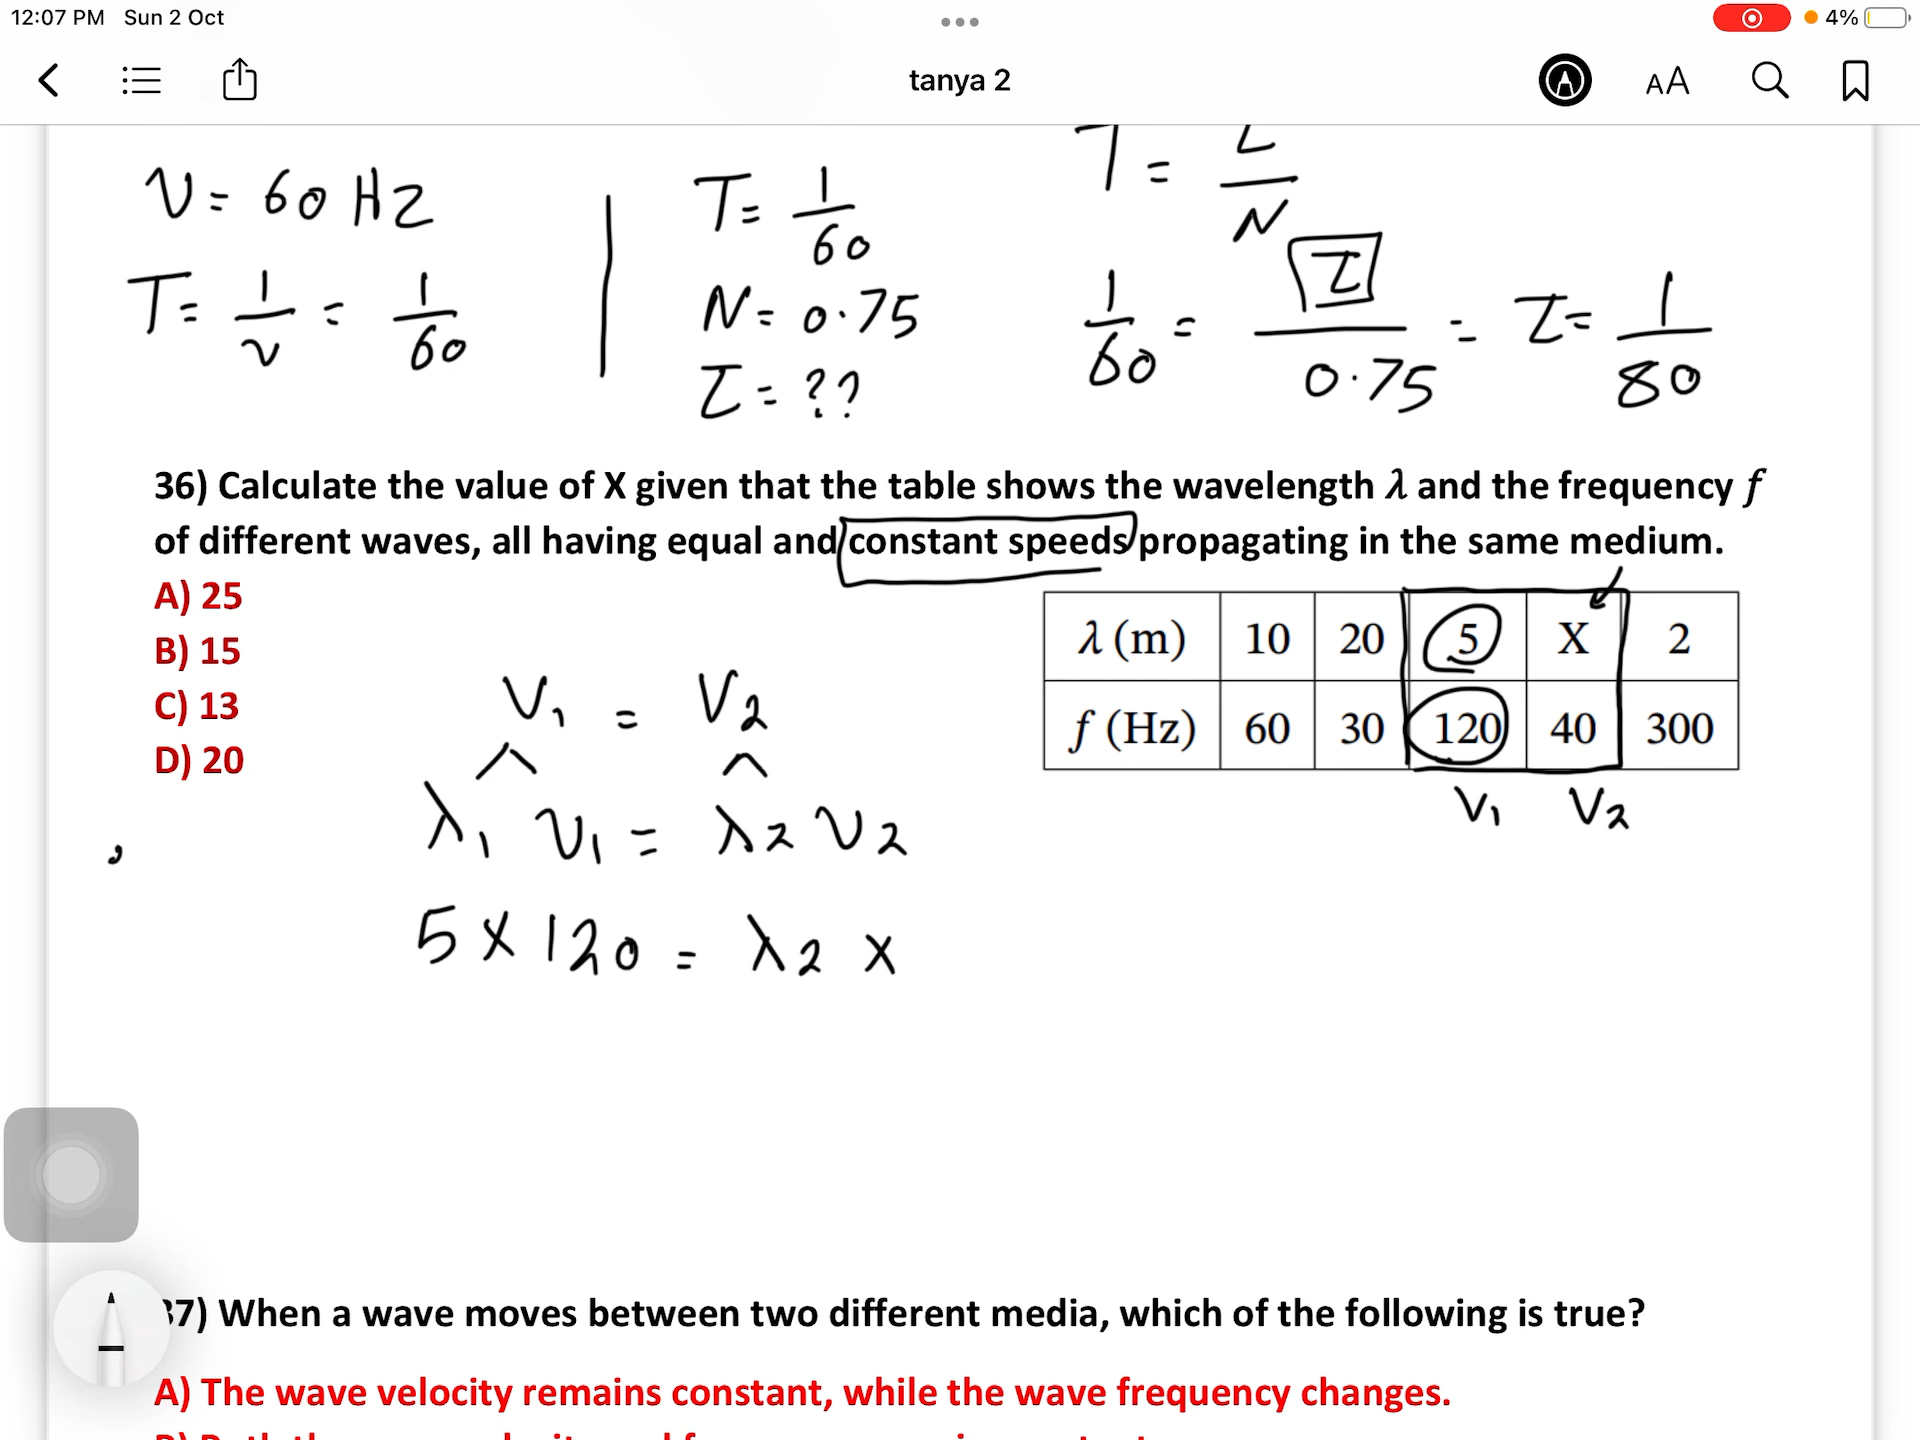 12:07 PM Sun 2 Oct
4%
tanya 2
AA
ν = 60 Hz
T = 1/ν = 1/60
T = 1/60
N = 0.75
t = ??
T = t/N
1/60 = t/0.75 = t = 1/80
36) Calculate the value of X given that the table shows the wavelength λ and the frequency f
of different waves, all having equal and constant speeds propagating in the same medium.
A) 25
B) 15
C) 13
D) 20
λ (m) 10 20 5 X 2
f (Hz) 60 30 120 40 300
V1 V2
V1 = V2
λ1 ν1 = λ2 ν2
5 × 120 = λ2 ×
37) When a wave moves between two different media, which of the following is true?
A) The wave velocity remains constant, while the wave frequency changes.